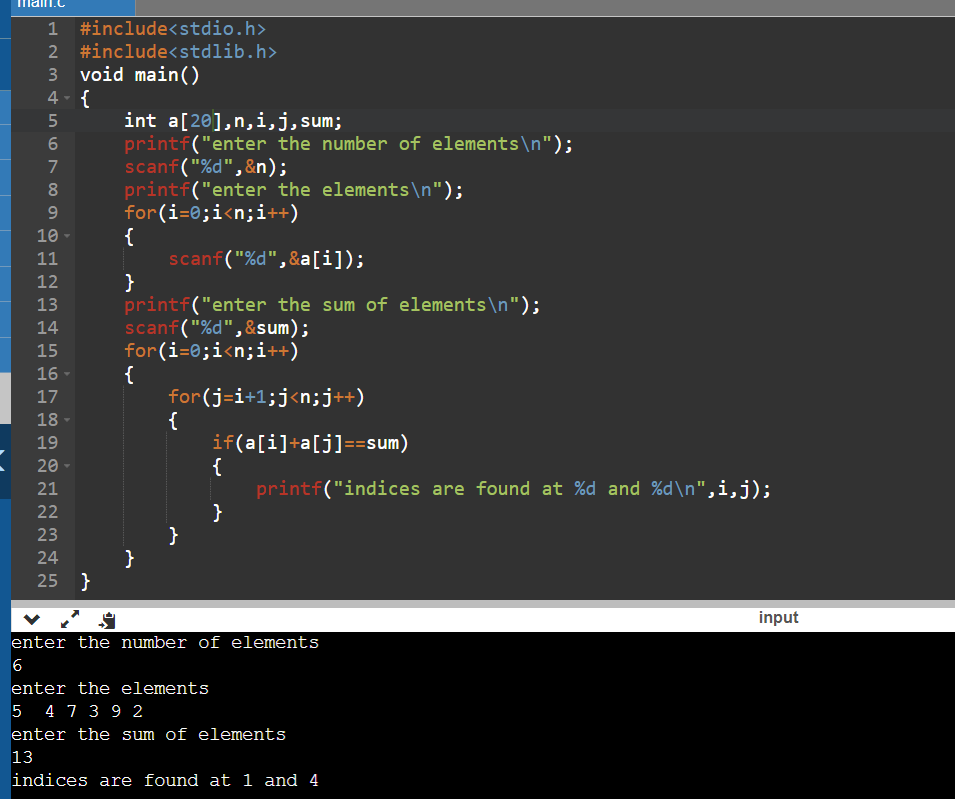 main.c
1 #include<stdio.h>
2 #include<stdlib.h>
3 void main()
4 {
5 int a[20],n,i,j,sum;
6 printf("enter the number of elements\n");
7 scanf("%d",&n);
8 printf("enter the elements\n");
9 for(i=0;i<n;i++)
10 {
11 scanf("%d",&a[i]);
12 }
13 printf("enter the sum of elements\n");
14 scanf("%d",&sum);
15 for(i=0;i<n;i++)
16 {
17 for(j=i+1;j<n;j++)
18 {
19 if(a[i]+a[j]==sum)
20 {
21 printf("indices are found at %d and %d\n",i,j);
22 }
23 }
24 }
25 }
input
enter the number of elements
6
enter the elements
5  4 7 3 9 2
enter the sum of elements
13
indices are found at 1 and 4